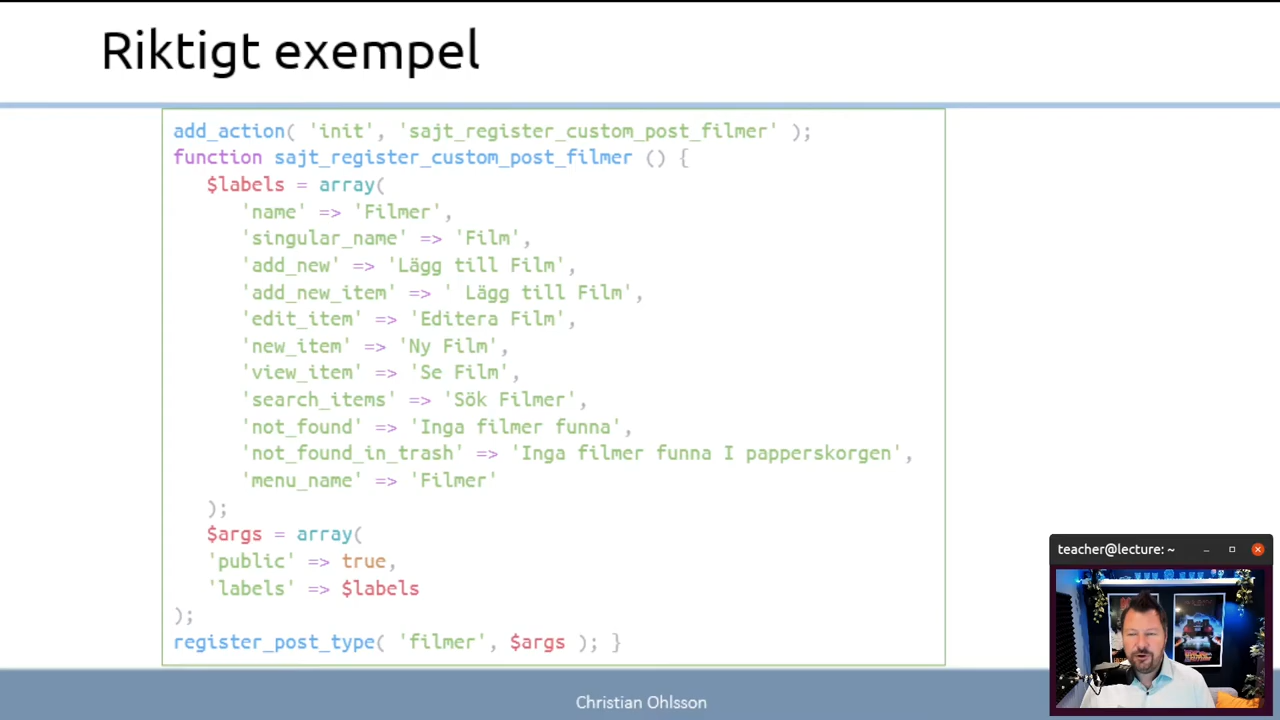 Riktigt exempel
add_action( 'init', 'sajt_register_custom_post_filmer' );
function sajt_register_custom_post_filmer () {
$labels = array(
'name' => 'Filmer',
'singular_name' => 'Film',
'add_new' => 'Lägg till Film',
'add_new_item' => ' Lägg till Film',
'edit_item' => 'Editera Film',
'new_item' => 'Ny Film',
'view_item' => 'Se Film',
'search_items' => 'Sök Filmer',
'not_found' => 'Inga filmer funna',
'not_found_in_trash' => 'Inga filmer funna I papperskorgen',
'menu_name' => 'Filmer'
);
$args = array(
'public' => true,
'labels' => $labels
);
register_post_type( 'filmer', $args ); }
teacher@lecture: ~
Christian Ohlsson